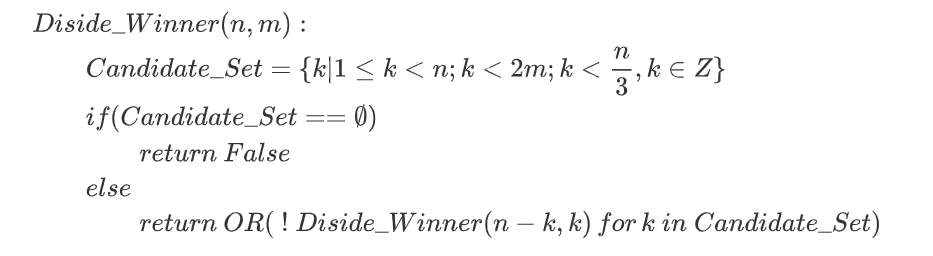 Diside_Winner(n, m) :
Candidate_Set = {k|1 ≤ k < n; k < 2m; k < n/3, k ∈ Z}
if(Candidate_Set == ∅)
return False
else
return OR( ! Diside_Winner(n − k, k) for k in Candidate_Set)